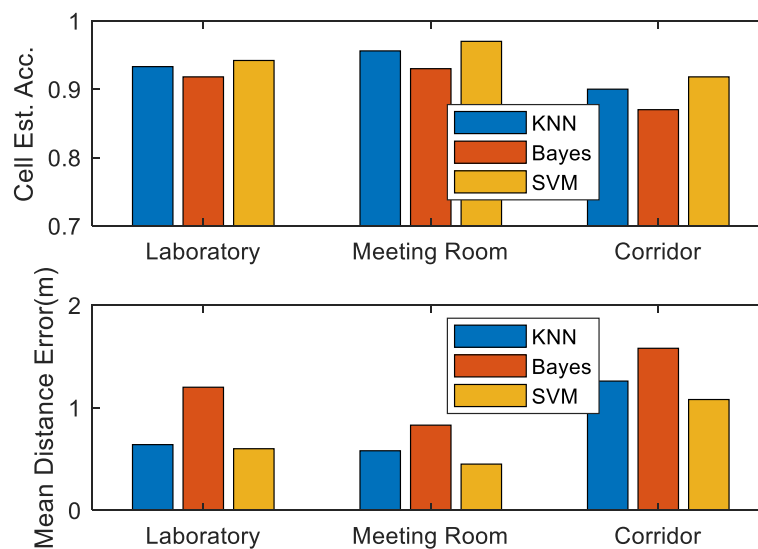 Cell Est. Acc.
1
0.9
0.8
0.7
KNN
Bayes
SVM
Laboratory
Meeting Room
Corridor
Mean Distance Error(m)
2
1
0
KNN
Bayes
SVM
Laboratory
Meeting Room
Corridor